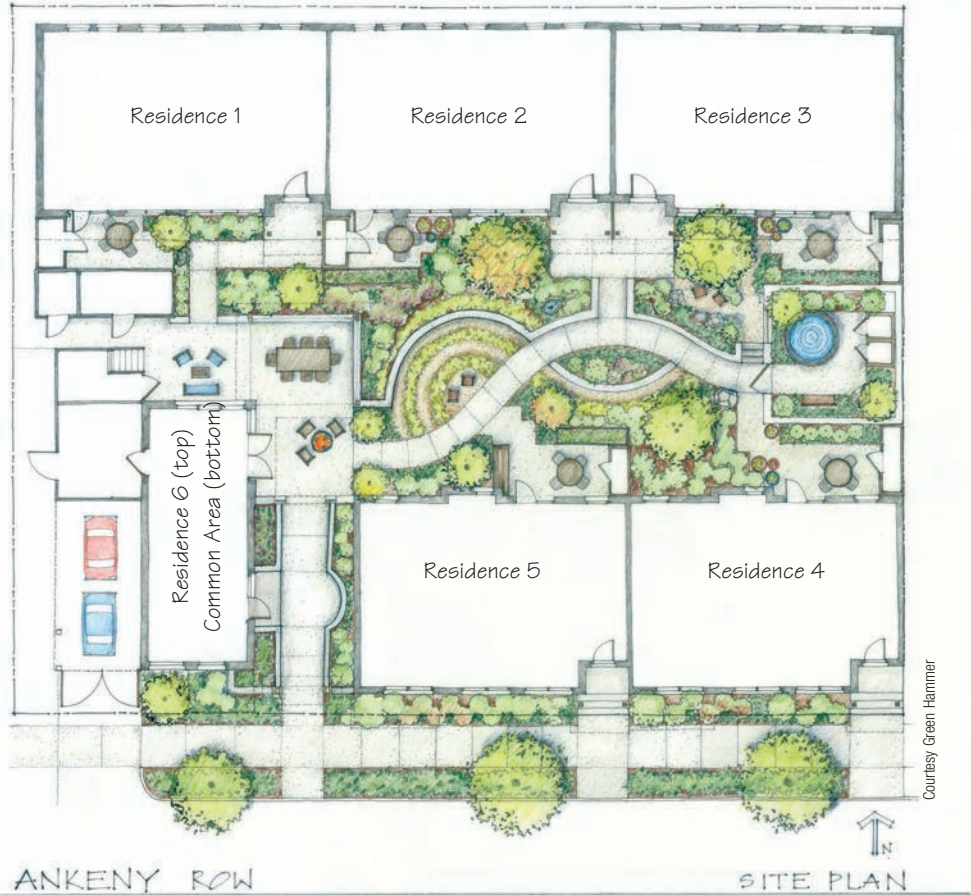 Residence 1
Residence 2
Residence 3
Residence 6 (top)
Common Area (bottom)
Residence 5
Residence 4
Courtesy Green Hammer
N
ANKENY ROW
SITE PLAN